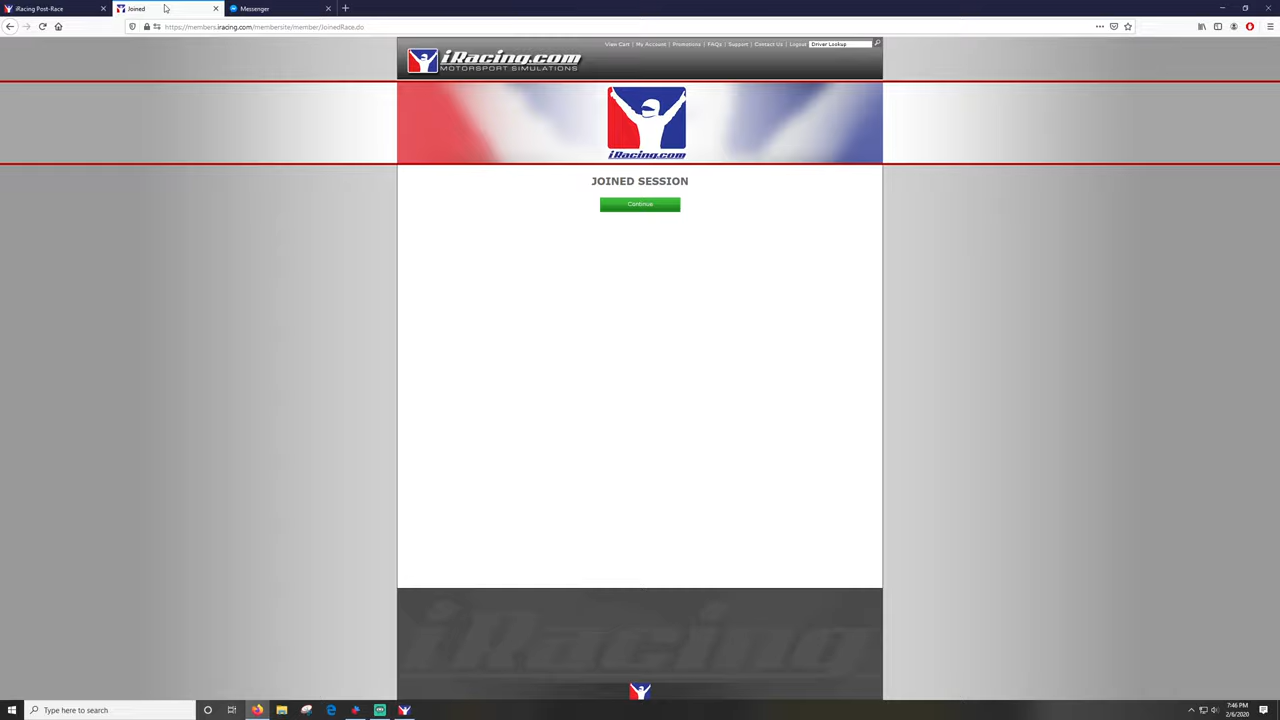 iRacing Post-Race
Joined
Messenger
https://members.iracing.com/membersite/member/JoinedRace.do
View Cart | My Account | Promotions | FAQs | Support | Contact Us | Logout
Driver Lookup
iRacing.com
MOTORSPORT SIMULATIONS
iRacing.com
JOINED SESSION
Continue
iRacing
Type here to search
7:46 PM
2/6/2020